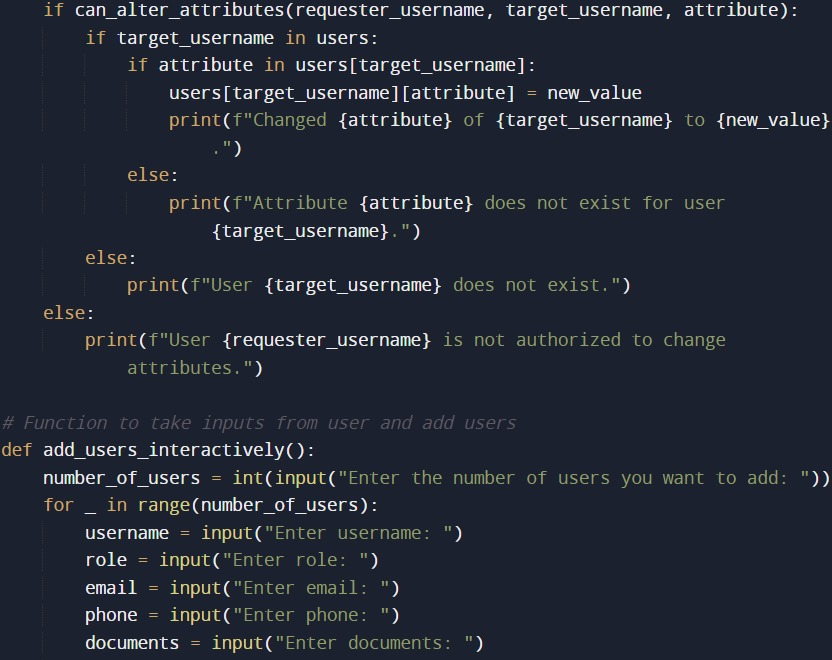 if can_alter_attributes(requester_username, target_username, attribute):
if target_username in users:
if attribute in users[target_username]:
users[target_username][attribute] = new_value
print(f"Changed {attribute} of {target_username} to {new_value}
.")
else:
print(f"Attribute {attribute} does not exist for user
{target_username}.")
else:
print(f"User {target_username} does not exist.")
else:
print(f"User {requester_username} is not authorized to change
attributes.")
# Function to take inputs from user and add users
def add_users_interactively():
number_of_users = int(input("Enter the number of users you want to add: "))
for _ in range(number_of_users):
username = input("Enter username: ")
role = input("Enter role: ")
email = input("Enter email: ")
phone = input("Enter phone: ")
documents = input("Enter documents: ")